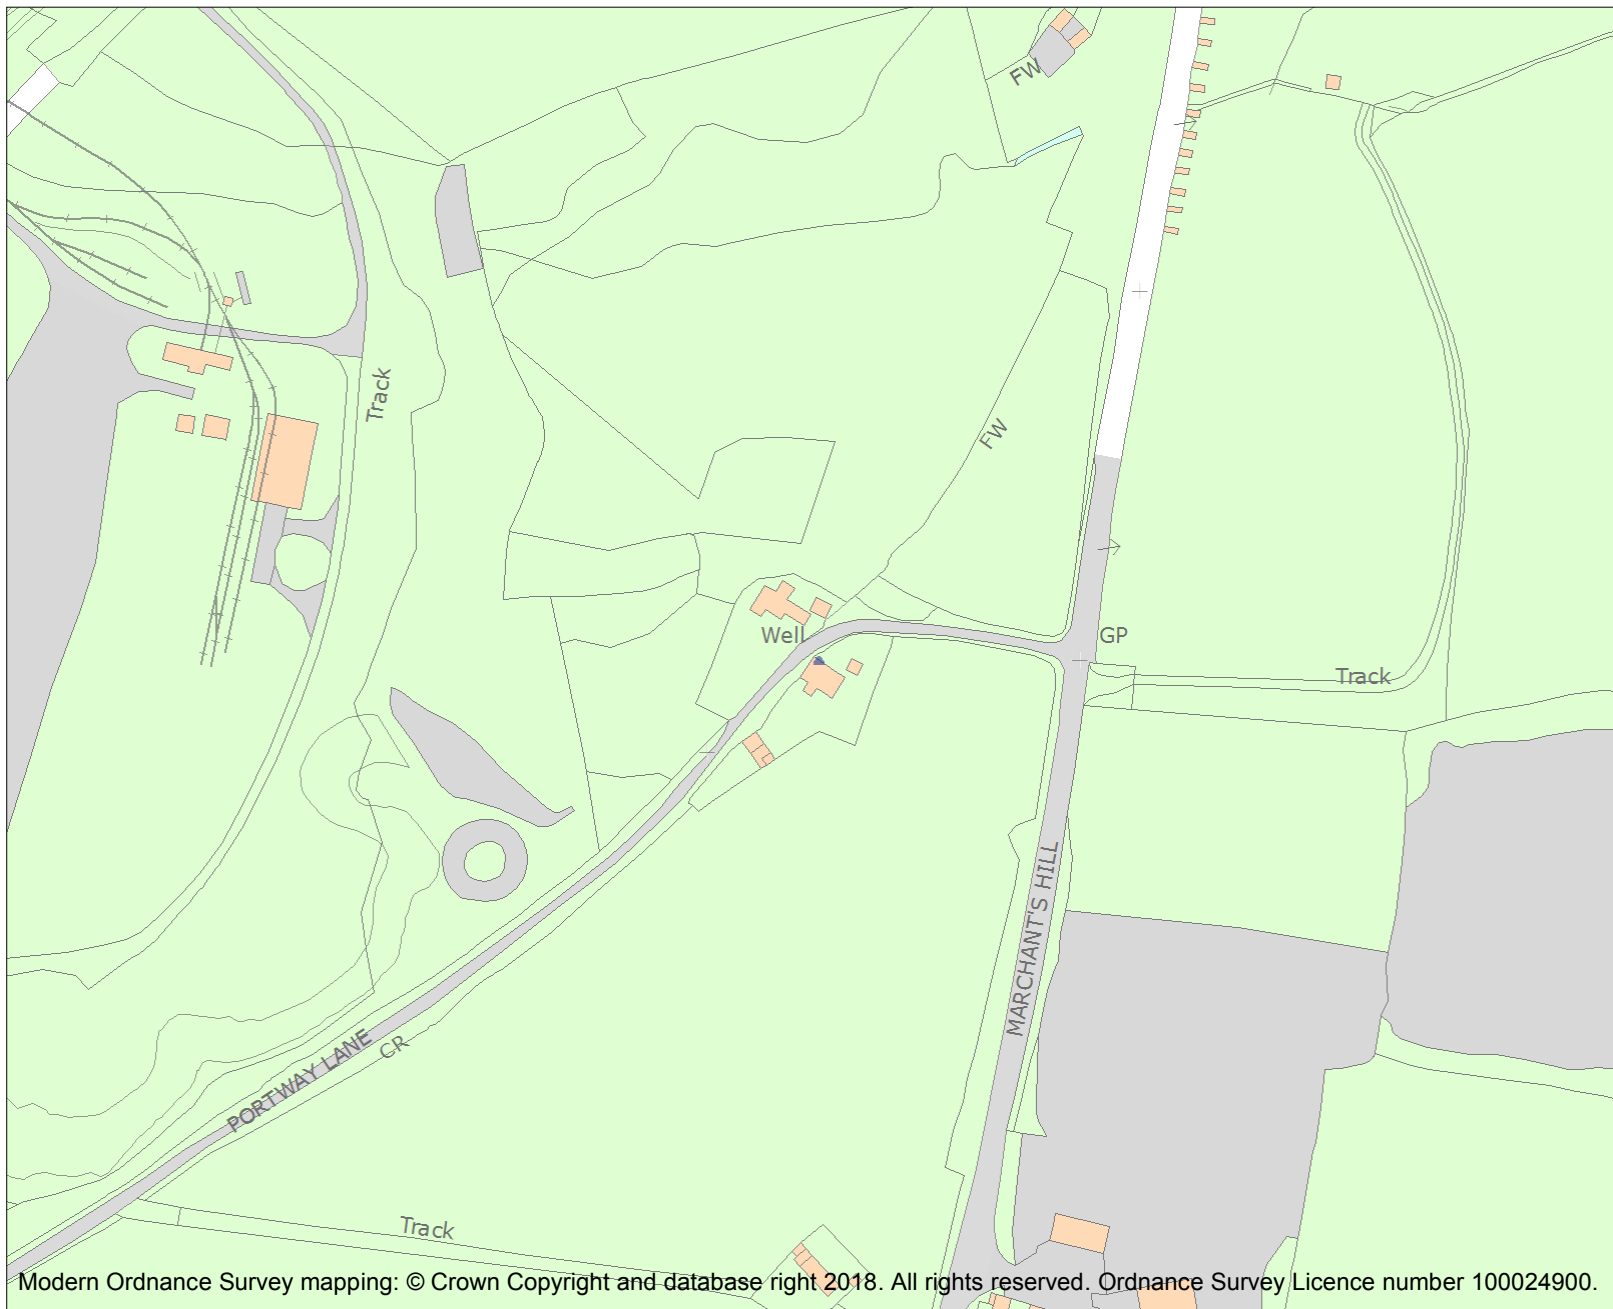 FW
Track
FW
Well
GP
Track
MARCHANT'S HILL
PORTWAY LANE
CR
Track
Modern Ordnance Survey mapping: © Crown Copyright and database right 2018. All rights reserved. Ordnance Survey Licence number 100024900.